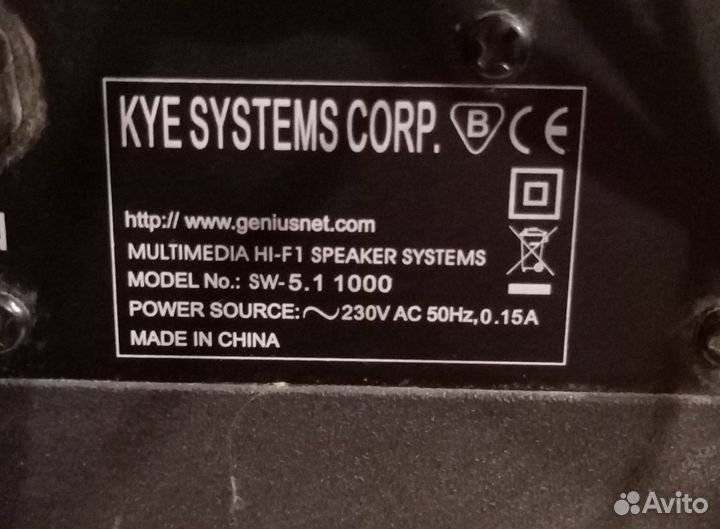 KYE SYSTEMS CORP. B CE
http:// www.geniusnet.com
MULTIMEDIA HI-F1 SPEAKER SYSTEMS
MODEL No.: SW-5.1 1000
POWER SOURCE: ～230V AC 50Hz,0.15A
MADE IN CHINA
Avito